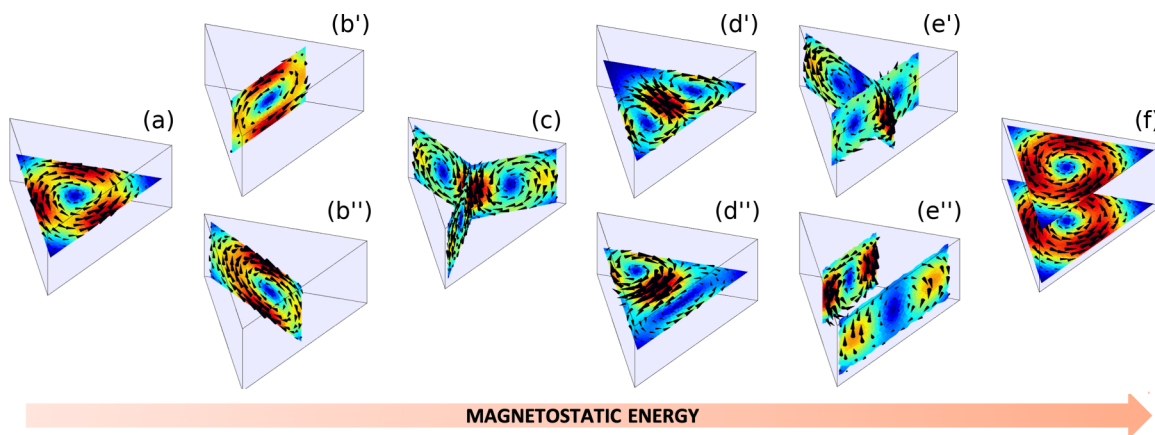 (a)
(b')
(b'')
(c)
(d')
(d'')
(e')
(e'')
(f)
MAGNETOSTATIC ENERGY